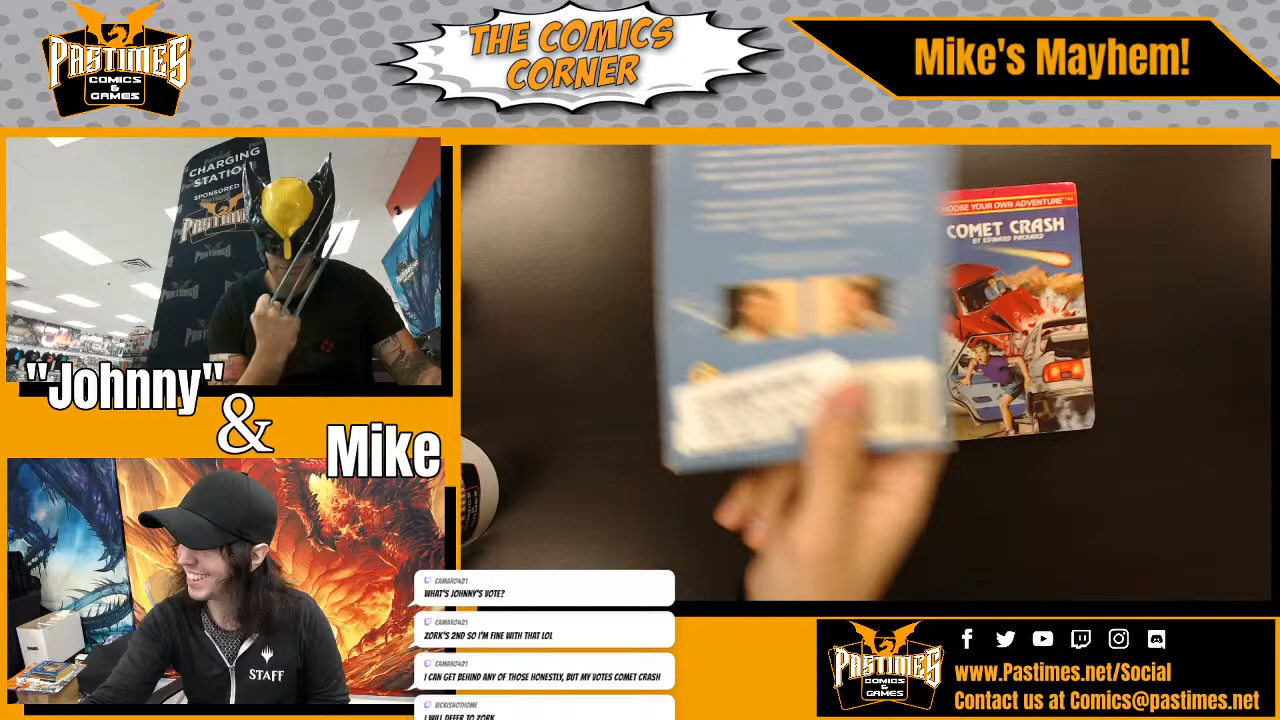 PASTIMES
COMICS
&
GAMES
THE COMICS
CORNER
Mike's Mayhem!
CHARGING
STATION
SPONSORED
CHOOSE YOUR OWN ADVENTURE
COMET CRASH
BY EDWARD PACKARD
"Johnny"
&
Mike
STAFF
CAMARO421
WHAT'S JOHNNY'S VOTE?
CAMARO421
ZORK'S 2ND SO I'M FINE WITH THAT LOL
CAMARO421
I CAN GET BEHIND ANY OF THOSE HONESTLY, BUT MY VOTES COMET CRASH
VICKISNOTHOME
I WILL DEFER TO ZORK
PASTIMES
COMICS
&
GAMES
www.Pastimes.net/Social
Contact us at Comics@pastimes.net